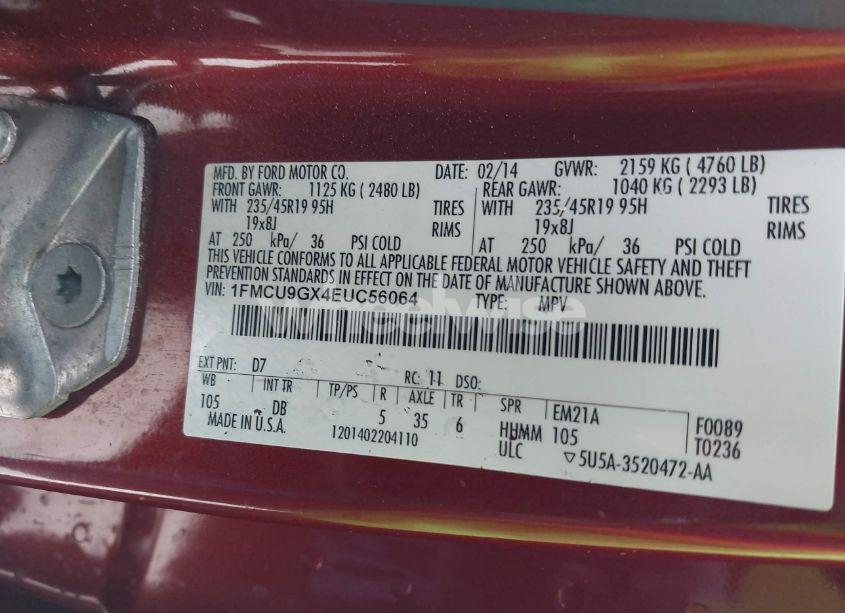 MFD. BY FORD MOTOR CO. DATE: 02/14 GVWR: 2159 KG ( 4760 LB)
FRONT GAWR: 1125 KG ( 2480 LB) REAR GAWR: 1040 KG ( 2293 LB)
WITH 235/45R19 95H TIRES WITH 235/45R19 95H TIRES
19x8J RIMS 19x8J RIMS
AT 250 kPa/ 36 PSI COLD AT 250 kPa/ 36 PSI COLD
THIS VEHICLE CONFORMS TO ALL APPLICABLE FEDERAL MOTOR VEHICLE SAFETY AND THEFT
PREVENTION STANDARDS IN EFFECT ON THE DATE OF MANUFACTURE SHOWN ABOVE.
VIN: 1FMCU9GX4EUC56064 TYPE: MPV
Wheelwise
EXT PNT: D7 RC: 11 DSO:
WB INT TR TP/PS R AXLE TR SPR EM21A F0089
105 DB 5 35 6 HHMM 105 T0236
MADE IN U.S.A. 1201402204110 ULC ▽5U5A-3520472-AA